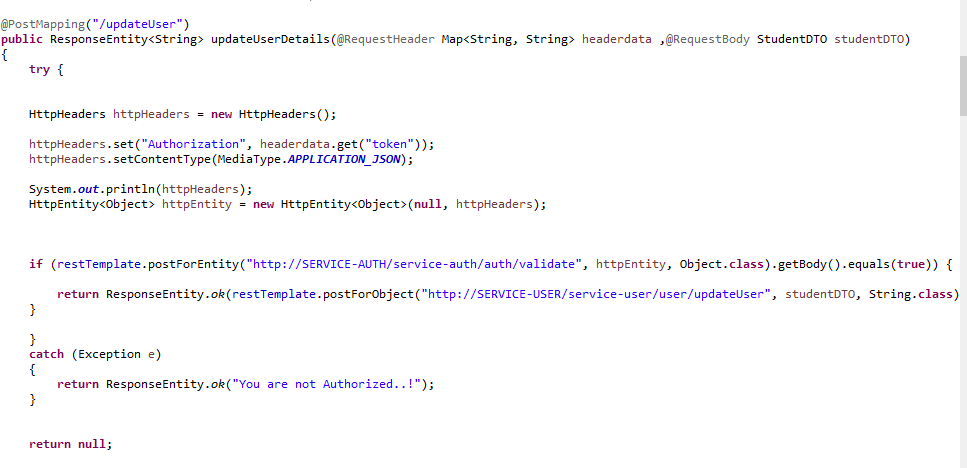 @PostMapping("/updateUser")
public ResponseEntity<String> updateUserDetails(@RequestHeader Map<String, String> headerdata ,@RequestBody StudentDTO studentDTO)
{
try {
HttpHeaders httpHeaders = new HttpHeaders();
httpHeaders.set("Authorization", headerdata.get("token"));
httpHeaders.setContentType(MediaType.APPLICATION_JSON);
System.out.println(httpHeaders);
HttpEntity<Object> httpEntity = new HttpEntity<Object>(null, httpHeaders);
if (restTemplate.postForEntity("http://SERVICE-AUTH/service-auth/auth/validate", httpEntity, Object.class).getBody().equals(true)) {
return ResponseEntity.ok(restTemplate.postForObject("http://SERVICE-USER/service-user/user/updateUser", studentDTO, String.class)
}
}
catch (Exception e)
{
return ResponseEntity.ok("You are not Authorized..!");
}
return null;